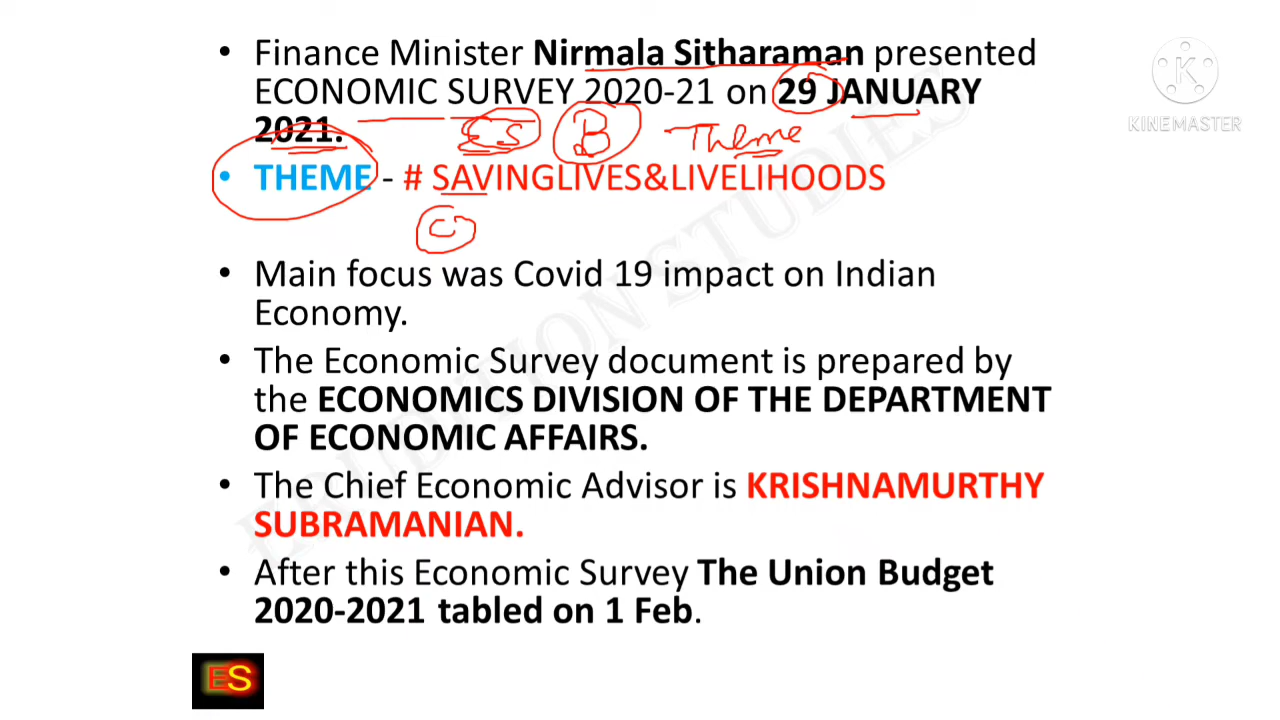 • Finance Minister Nirmala Sitharaman presented
ECONOMIC SURVEY 2020-21 on 29 JANUARY
2021.
ES B Theme
• THEME - # SAVINGLIVES&LIVELIHOODS
C
• Main focus was Covid 19 impact on Indian
Economy.
• The Economic Survey document is prepared by
the ECONOMICS DIVISION OF THE DEPARTMENT
OF ECONOMIC AFFAIRS.
• The Chief Economic Advisor is KRISHNAMURTHY
SUBRAMANIAN.
• After this Economic Survey The Union Budget
2020-2021 tabled on 1 Feb.
K
KINEMASTER
ERUDITION STUDIES
ES